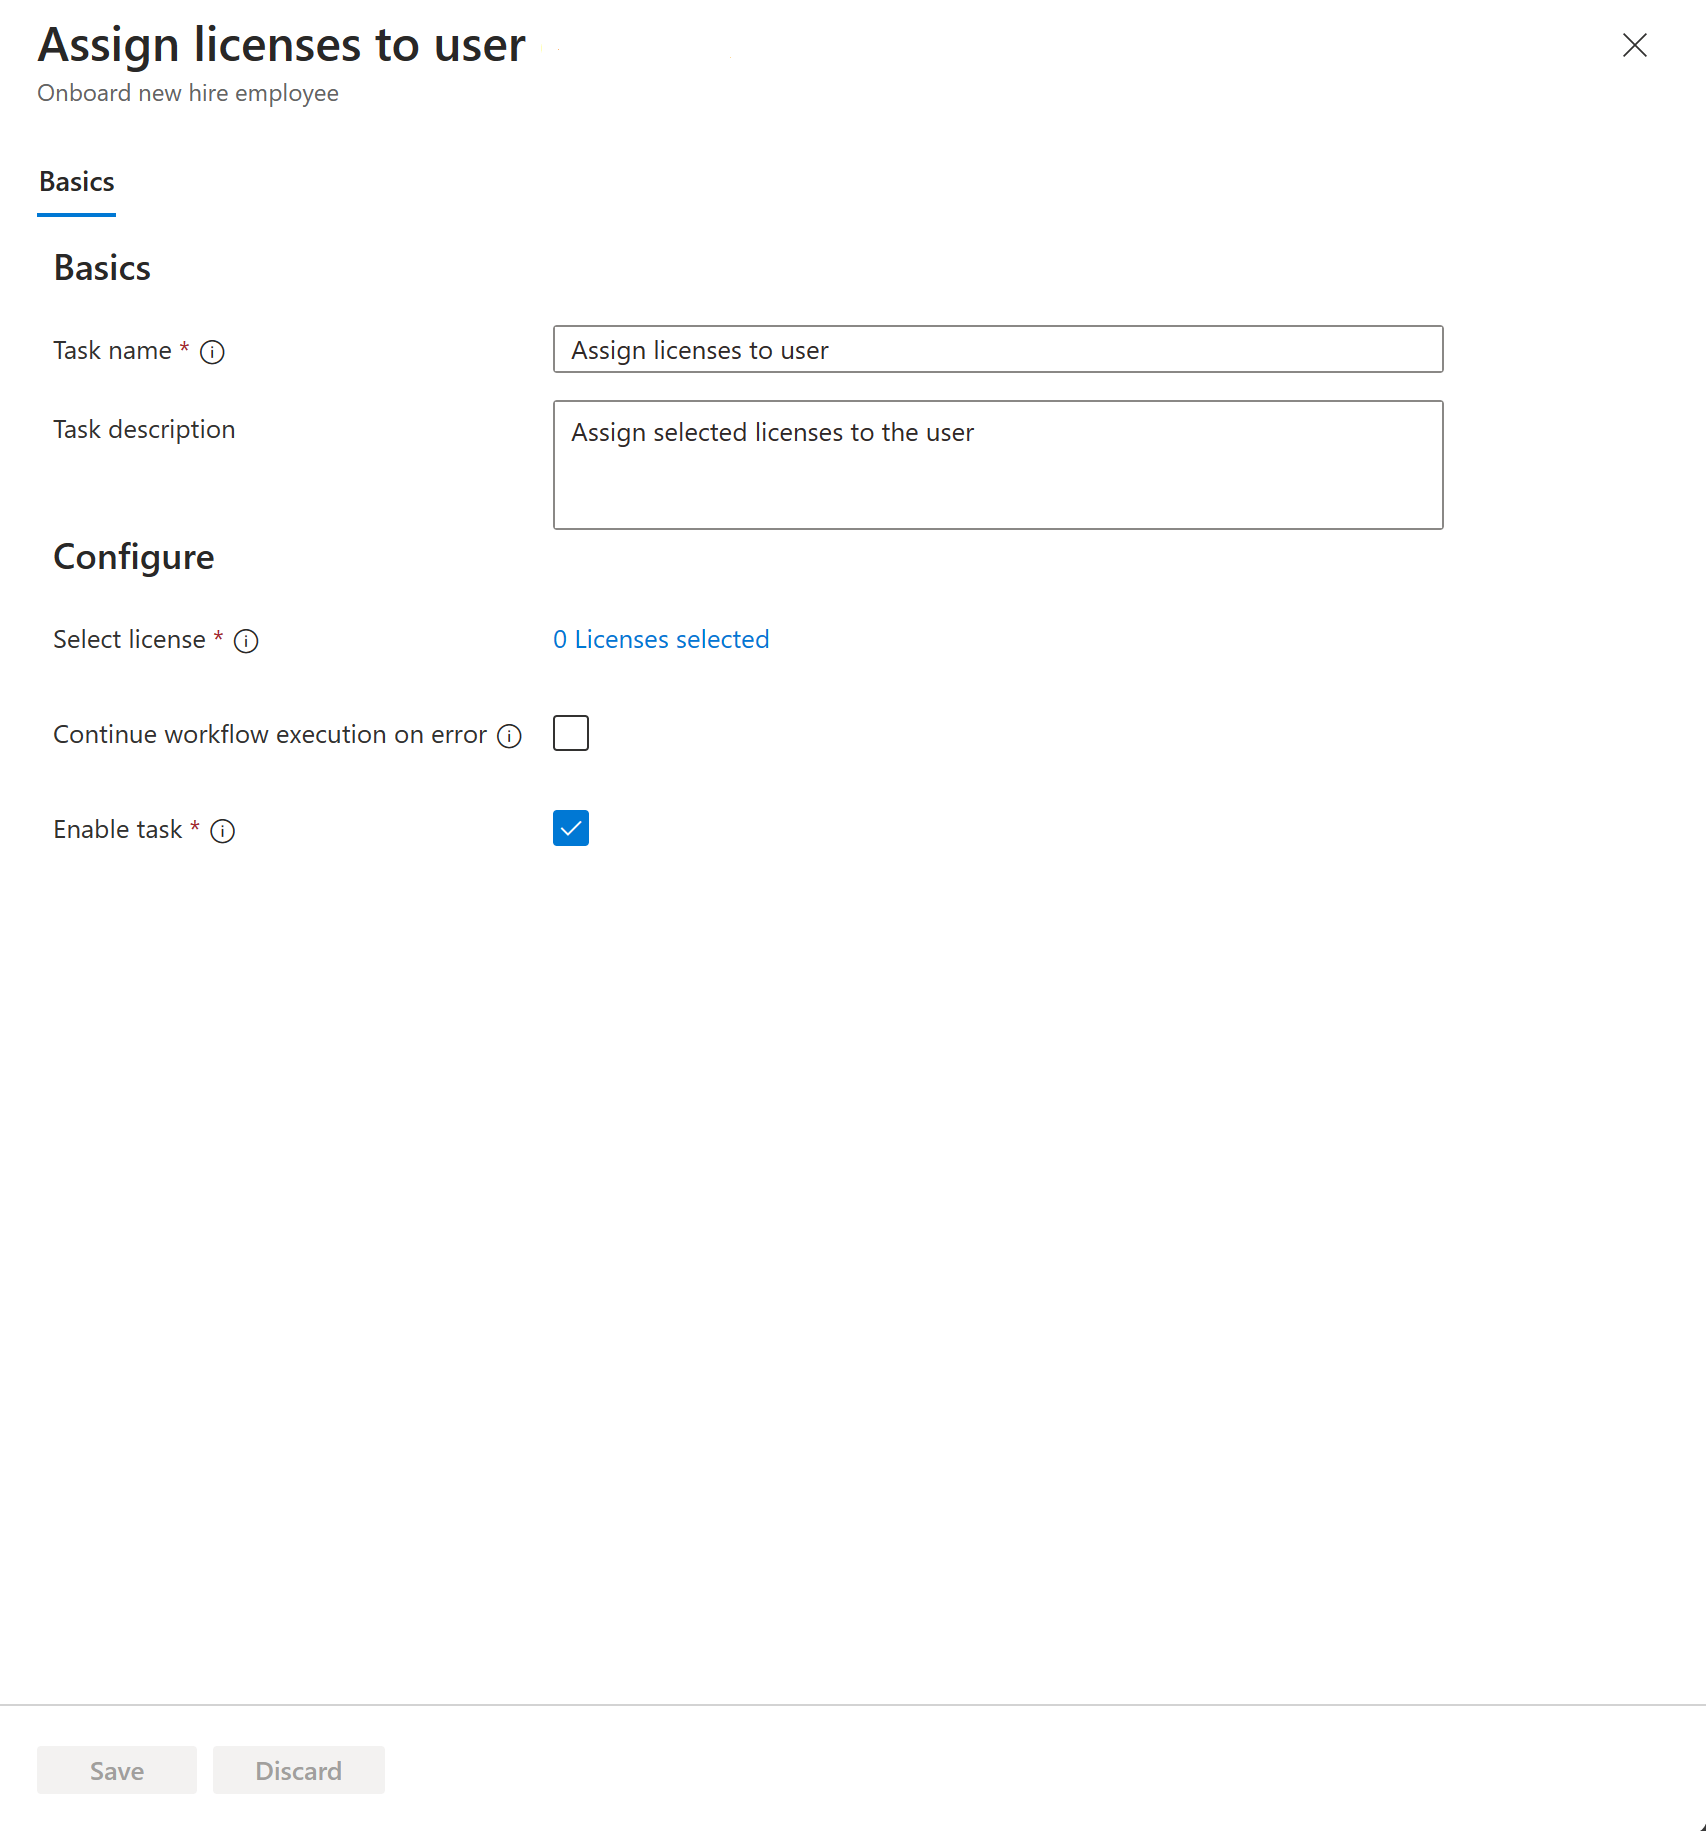 Assign licenses to user
Onboard new hire employee
Basics
Basics
Task name *
Assign licenses to user
Task description
Assign selected licenses to the user
Configure
Select license *
0 Licenses selected
Continue workflow execution on error
Enable task *
Save
Discard